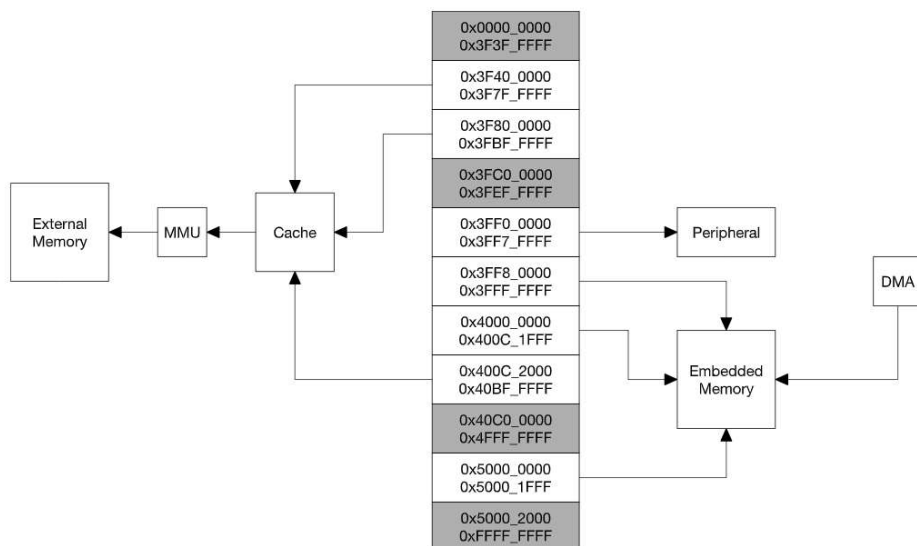 0x0000_0000
0x3F3F_FFFF
0x3F40_0000
0x3F7F_FFFF
0x3F80_0000
0x3FBF_FFFF
0x3FC0_0000
0x3FEF_FFFF
External
Memory
MMU
Cache
0x3FF0_0000
0x3FF7_FFFF
Peripheral
0x3FF8_0000
0x3FFF_FFFF
DMA
0x4000_0000
0x400C_1FFF
0x400C_2000
0x40BF_FFFF
Embedded
Memory
0x40C0_0000
0x4FFF_FFFF
0x5000_0000
0x5000_1FFF
0x5000_2000
0xFFFF_FFFF